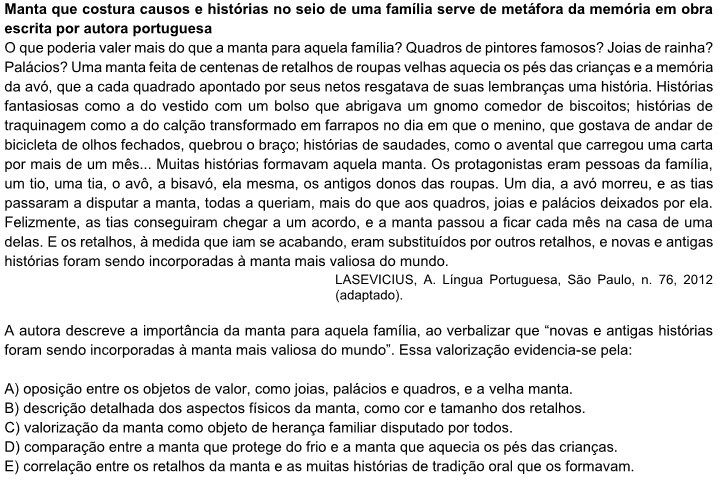 Manta que costura causos e histórias no seio de uma família serve de metáfora da memória em obra
escrita por autora portuguesa
O que poderia valer mais do que a manta para aquela família? Quadros de pintores famosos? Joias de rainha?
Palácios? Uma manta feita de centenas de retalhos de roupas velhas aquecia os pés das crianças e a memória
da avó, que a cada quadrado apontado por seus netos resgatava de suas lembranças uma história. Histórias
fantasiosas como a do vestido com um bolso que abrigava um gnomo comedor de biscoitos; histórias de
traquinagem como a do calção transformado em farrapos no dia em que o menino, que gostava de andar de
bicicleta de olhos fechados, quebrou o braço; histórias de saudades, como o avental que carregou uma carta
por mais de um mês... Muitas histórias formavam aquela manta. Os protagonistas eram pessoas da família,
um tio, uma tia, o avô, a bisavó, ela mesma, os antigos donos das roupas. Um dia, a avó morreu, e as tias
passaram a disputar a manta, todas a queriam, mais do que aos quadros, joias e palácios deixados por ela.
Felizmente, as tias conseguiram chegar a um acordo, e a manta passou a ficar cada mês na casa de uma
delas. E os retalhos, à medida que iam se acabando, eram substituídos por outros retalhos, e novas e antigas
histórias foram sendo incorporadas à manta mais valiosa do mundo.
LASEVICIUS, A. Língua Portuguesa, São Paulo, n. 76, 2012
(adaptado).
A autora descreve a importância da manta para aquela família, ao verbalizar que “novas e antigas histórias
foram sendo incorporadas à manta mais valiosa do mundo”. Essa valorização evidencia-se pela:
A) oposição entre os objetos de valor, como joias, palácios e quadros, e a velha manta.
B) descrição detalhada dos aspectos físicos da manta, como cor e tamanho dos retalhos.
C) valorização da manta como objeto de herança familiar disputado por todos.
D) comparação entre a manta que protege do frio e a manta que aquecia os pés das crianças.
E) correlação entre os retalhos da manta e as muitas histórias de tradição oral que os formavam.